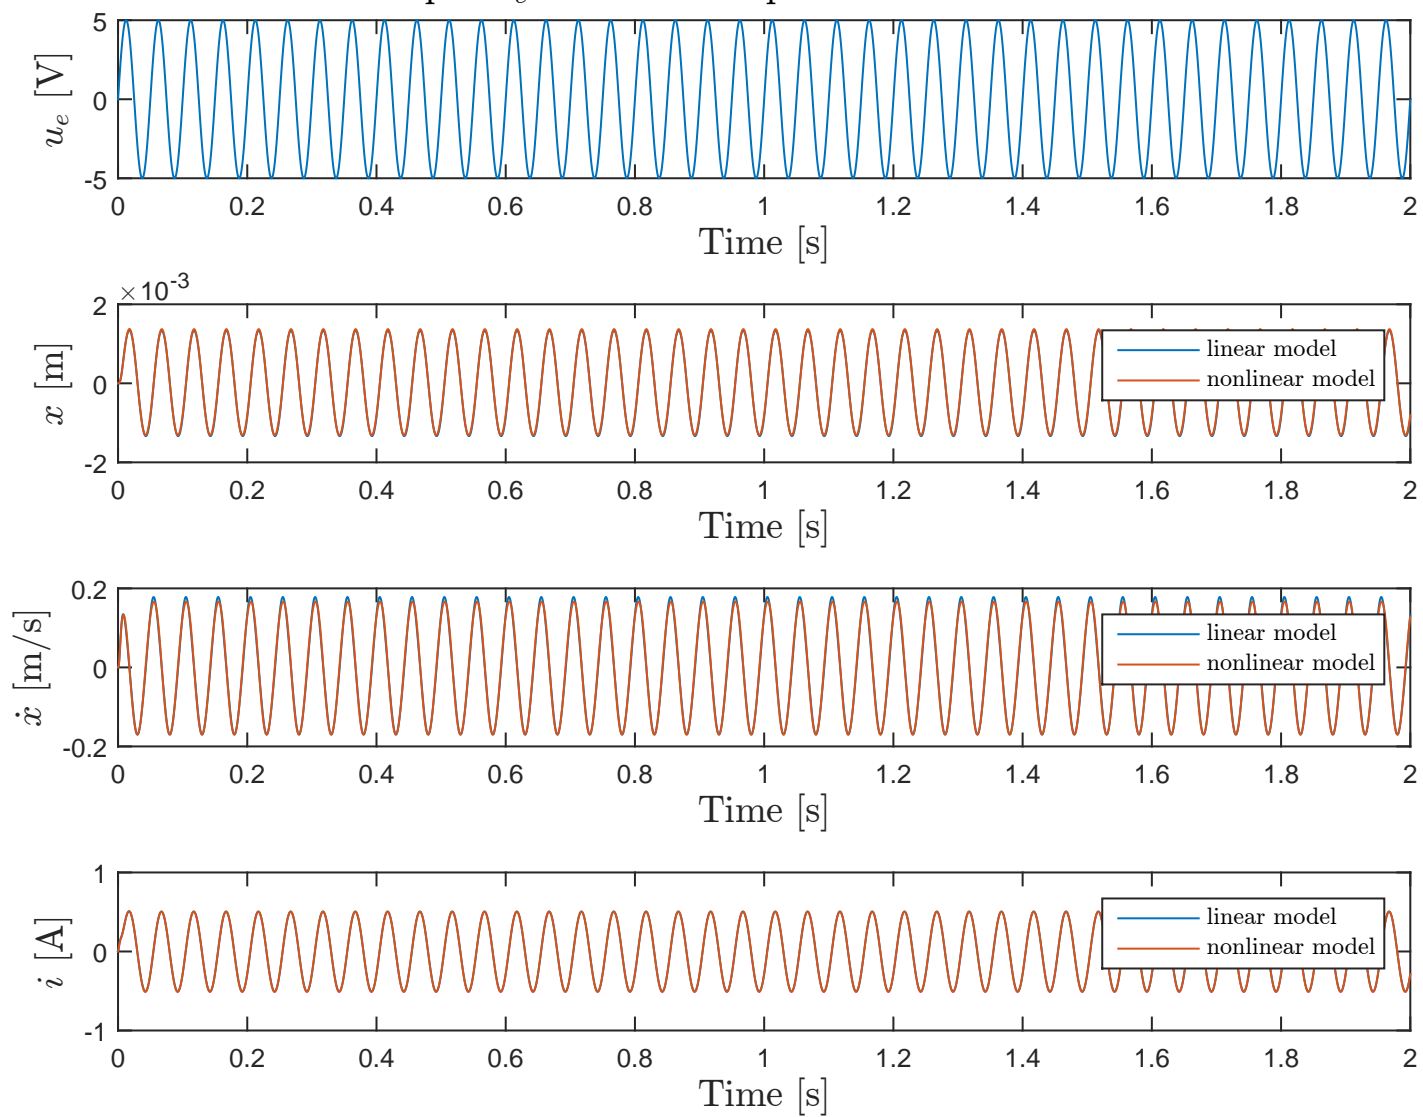 5
0
-5
u_e [V]
0 0.2 0.4 0.6 0.8 1 1.2 1.4 1.6 1.8 2
Time [s]
×10^-3
2
0
-2
x [m]
linear model
nonlinear model
0 0.2 0.4 0.6 0.8 1 1.2 1.4 1.6 1.8 2
Time [s]
0.2
0
-0.2
ẋ [m/s]
linear model
nonlinear model
0 0.2 0.4 0.6 0.8 1 1.2 1.4 1.6 1.8 2
Time [s]
1
0
-1
i [A]
linear model
nonlinear model
0 0.2 0.4 0.6 0.8 1 1.2 1.4 1.6 1.8 2
Time [s]